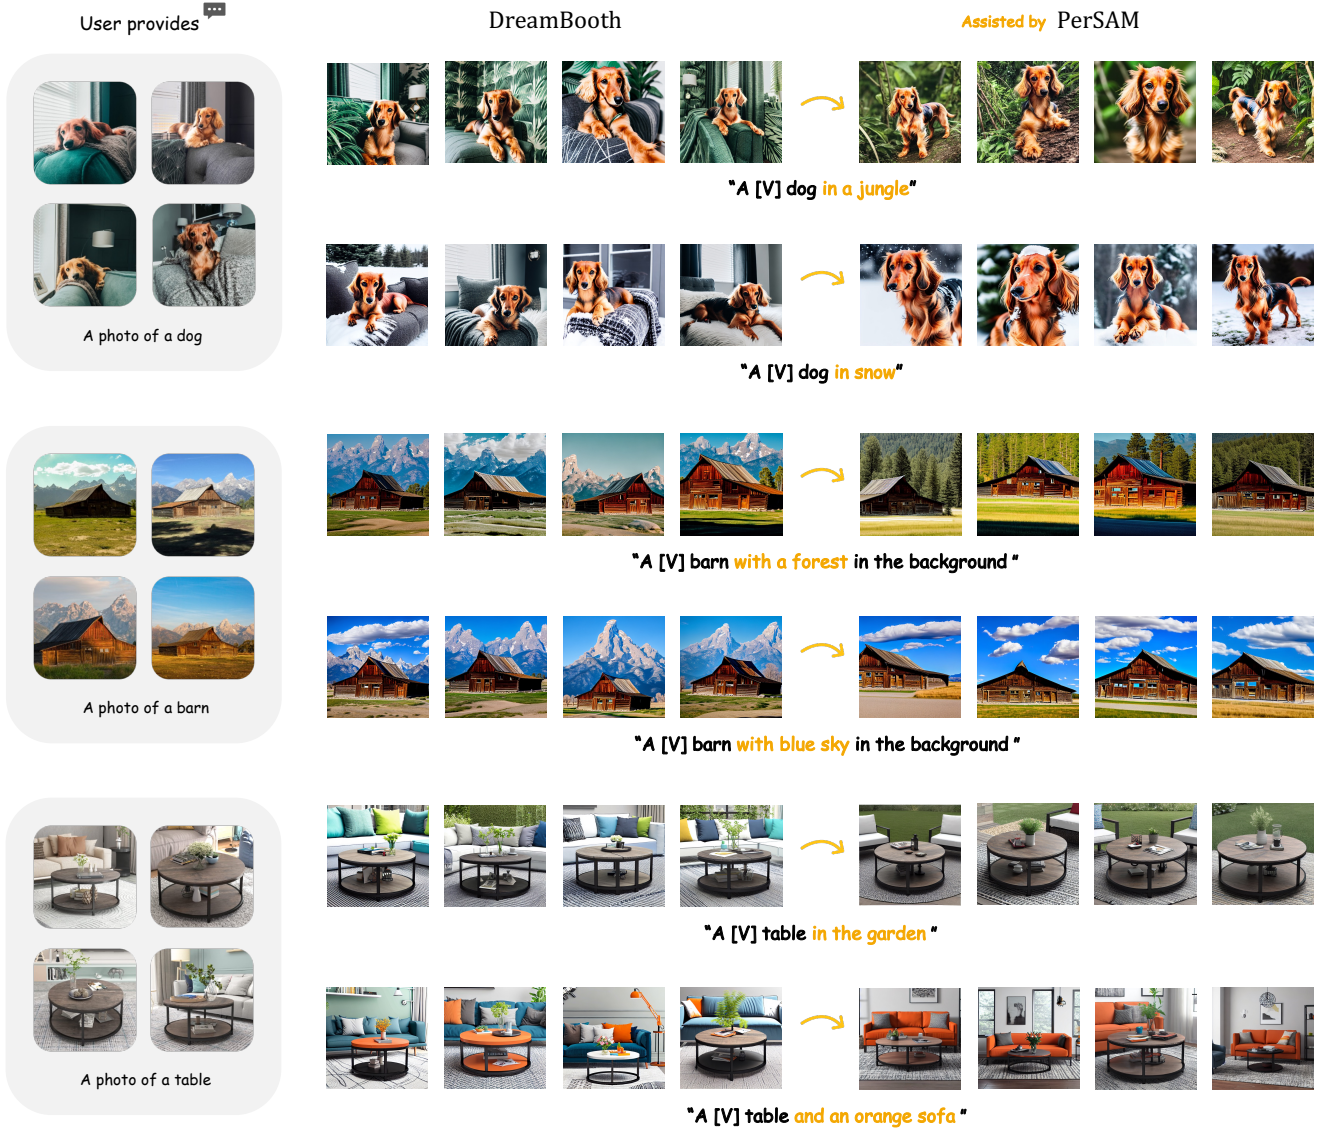 User provides
DreamBooth
Assisted by PerSAM
"A [V] dog in a jungle"
A photo of a dog
"A [V] dog in snow"
"A [V] barn with a forest in the background "
A photo of a barn
"A [V] barn with blue sky in the background "
"A [V] table in the garden "
A photo of a table
"A [V] table and an orange sofa "